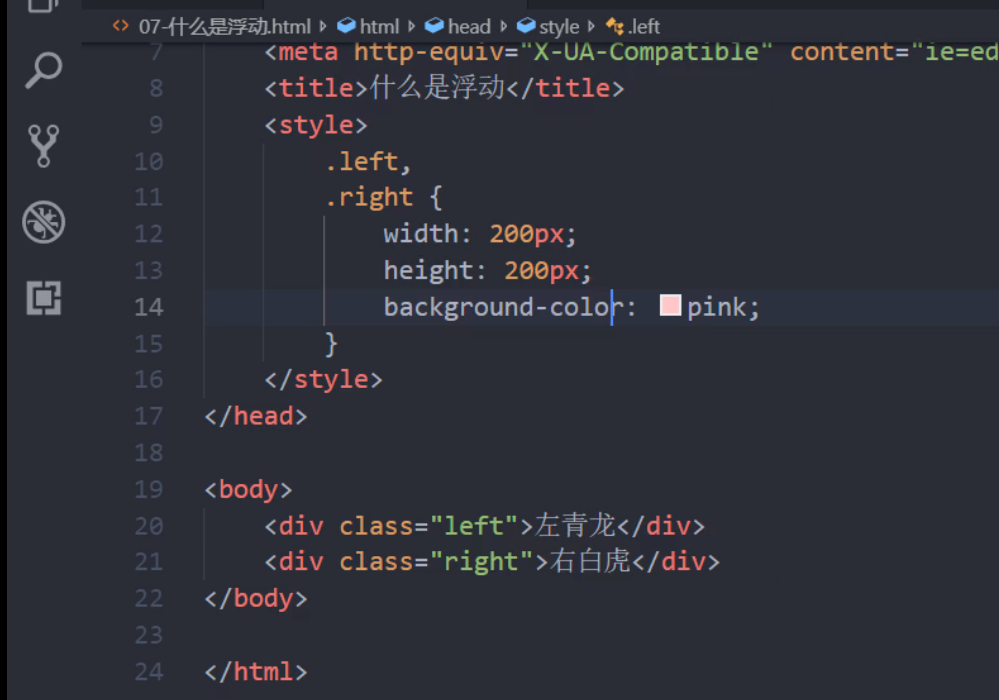 07-什么是浮动.html › html › head › style › .left
7 <meta http-equiv="X-UA-Compatible" content="ie=ed
8 <title>什么是浮动</title>
9 <style>
10 .left,
11 .right {
12 width: 200px;
13 height: 200px;
14 background-color: pink;
15 }
16 </style>
17 </head>
18
19 <body>
20 <div class="left">左青龙</div>
21 <div class="right">右白虎</div>
22 </body>
23
24 </html>